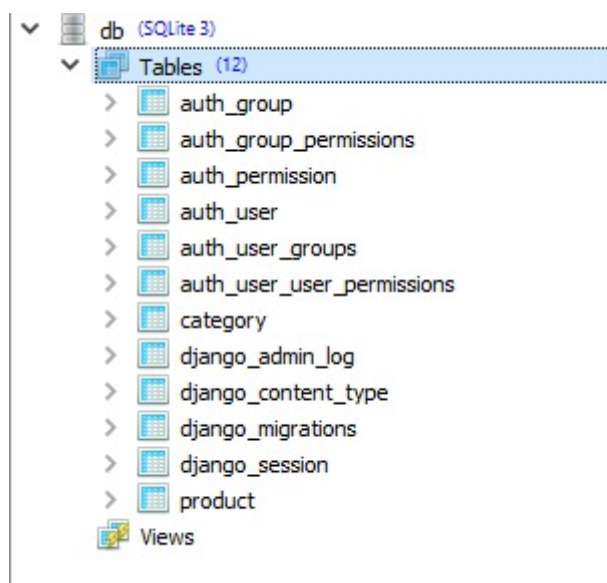 db (SQLite 3)
Tables (12)
auth_group
auth_group_permissions
auth_permission
auth_user
auth_user_groups
auth_user_user_permissions
category
django_admin_log
django_content_type
django_migrations
django_session
product
Views